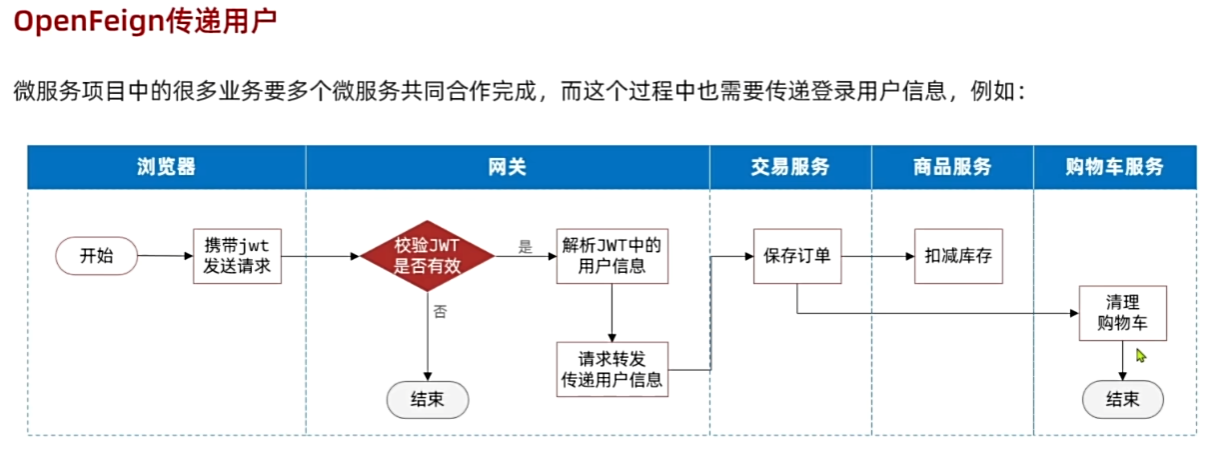 OpenFeign传递用户
微服务项目中的很多业务要多个微服务共同合作完成，而这个过程中也需要传递登录用户信息，例如：
浏览器
网关
交易服务
商品服务
购物车服务
开始
携带jwt
发送请求
校验JWT
是否有效
是
解析JWT中的
用户信息
保存订单
扣减库存
否
清理
购物车
请求转发
传递用户信息
结束
结束